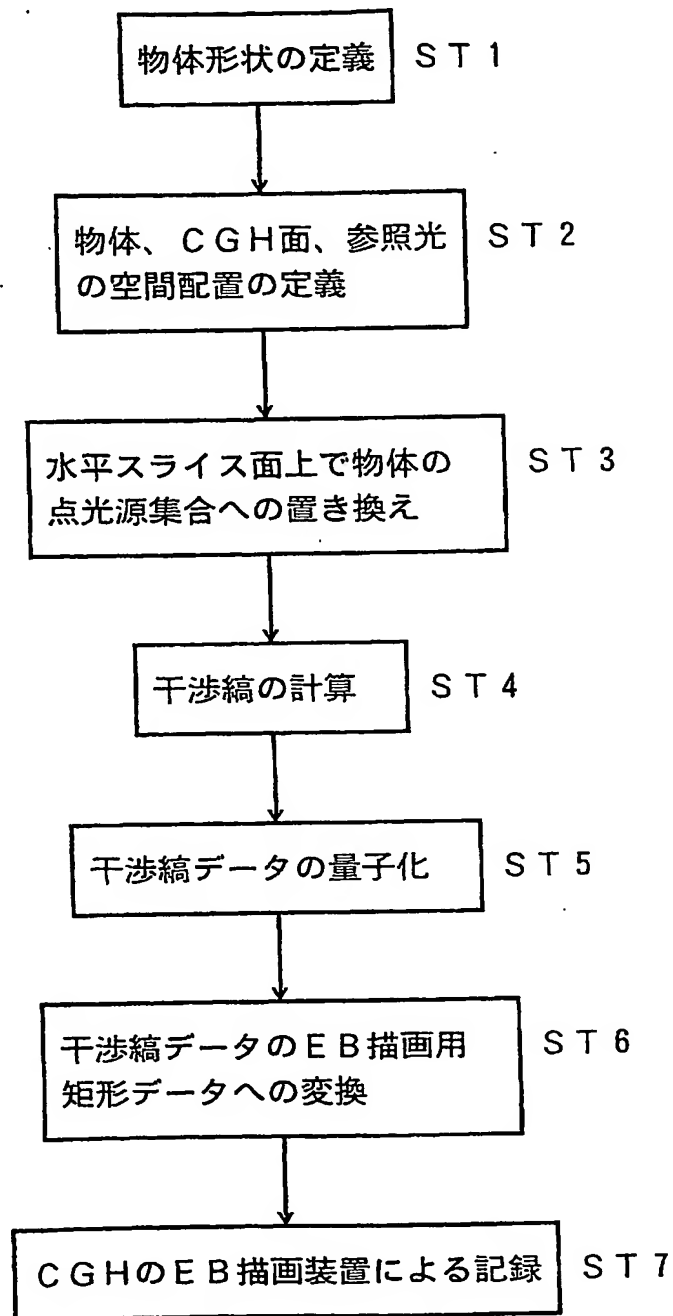 物体形状の定義 ST1
物体、CGH面、参照光 ST2
の空間配置の定義
水平スライス面上で物体の ST3
点光源集合への置き換え
干渉縞の計算 ST4
干渉縞データの量子化 ST5
干渉縞データのEB描画用 ST6
矩形データへの変換
CGHのEB描画装置による記録 ST7